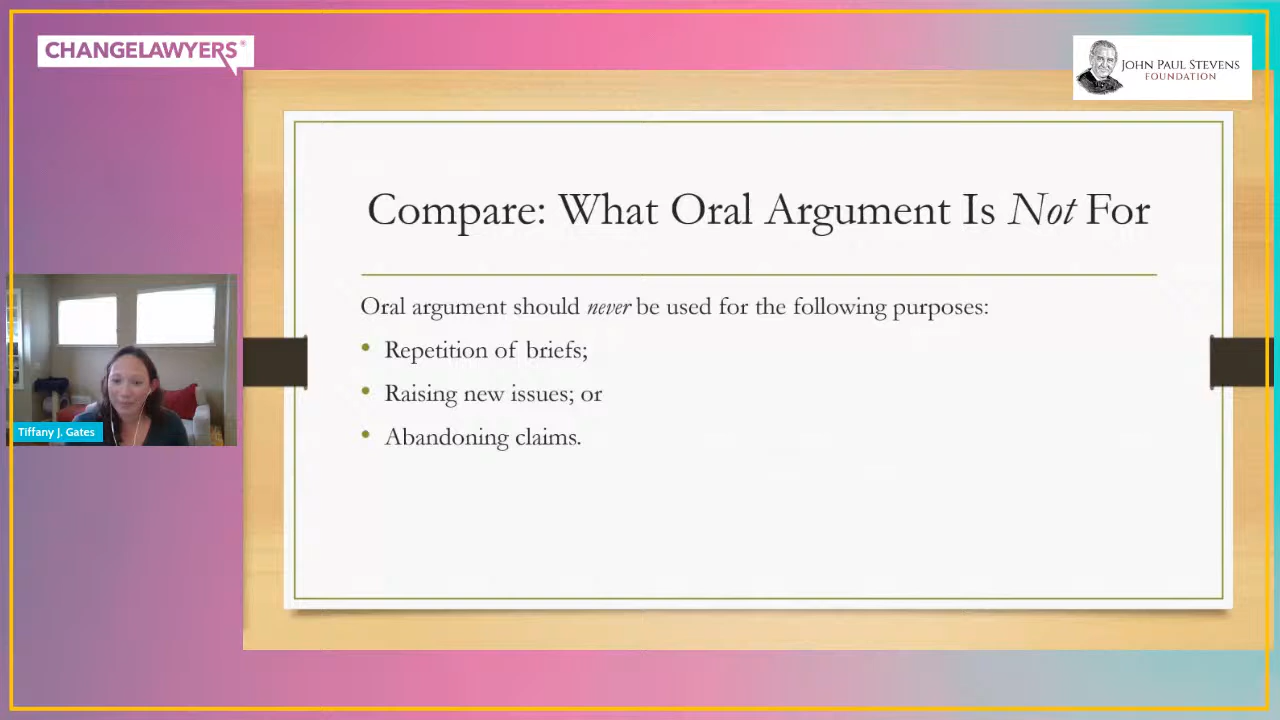 CHANGELAWYERS
JOHN PAUL STEVENS
FOUNDATION
Compare: What Oral Argument Is Not For
Oral argument should never be used for the following purposes:
• Repetition of briefs;
• Raising new issues; or
• Abandoning claims.
Tiffany J. Gates